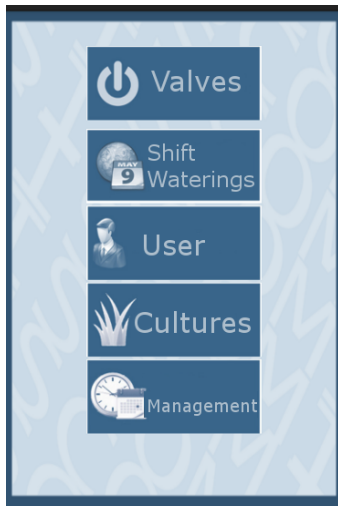 Valves
Shift
MAY
9
Waterings
User
Cultures
Management